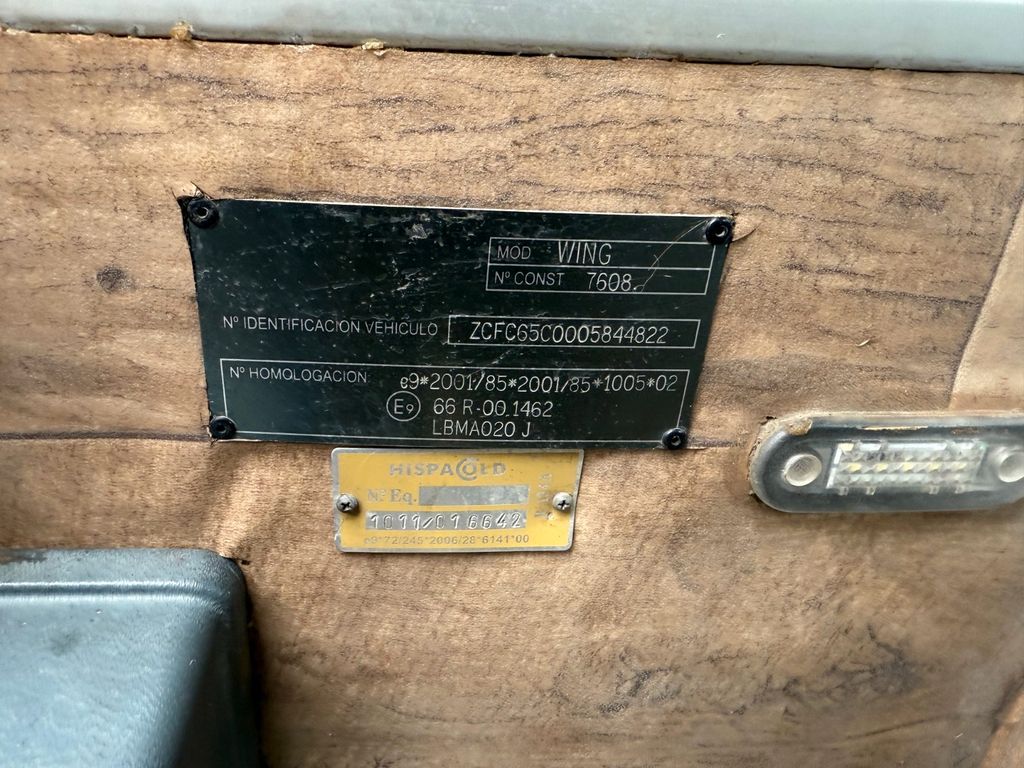 MOD WING
Nº CONST 7608
Nº IDENTIFICACION VEHICULO ZCFC65C0005844822
Nº HOMOLOGACION e9*2001/85*2001/85*1005*02
E9 66 R-00.1462
LBMA020 J
HISPACOLD
Nº Eq.
1011/016642
e9*72/245*2006/28*6141*00